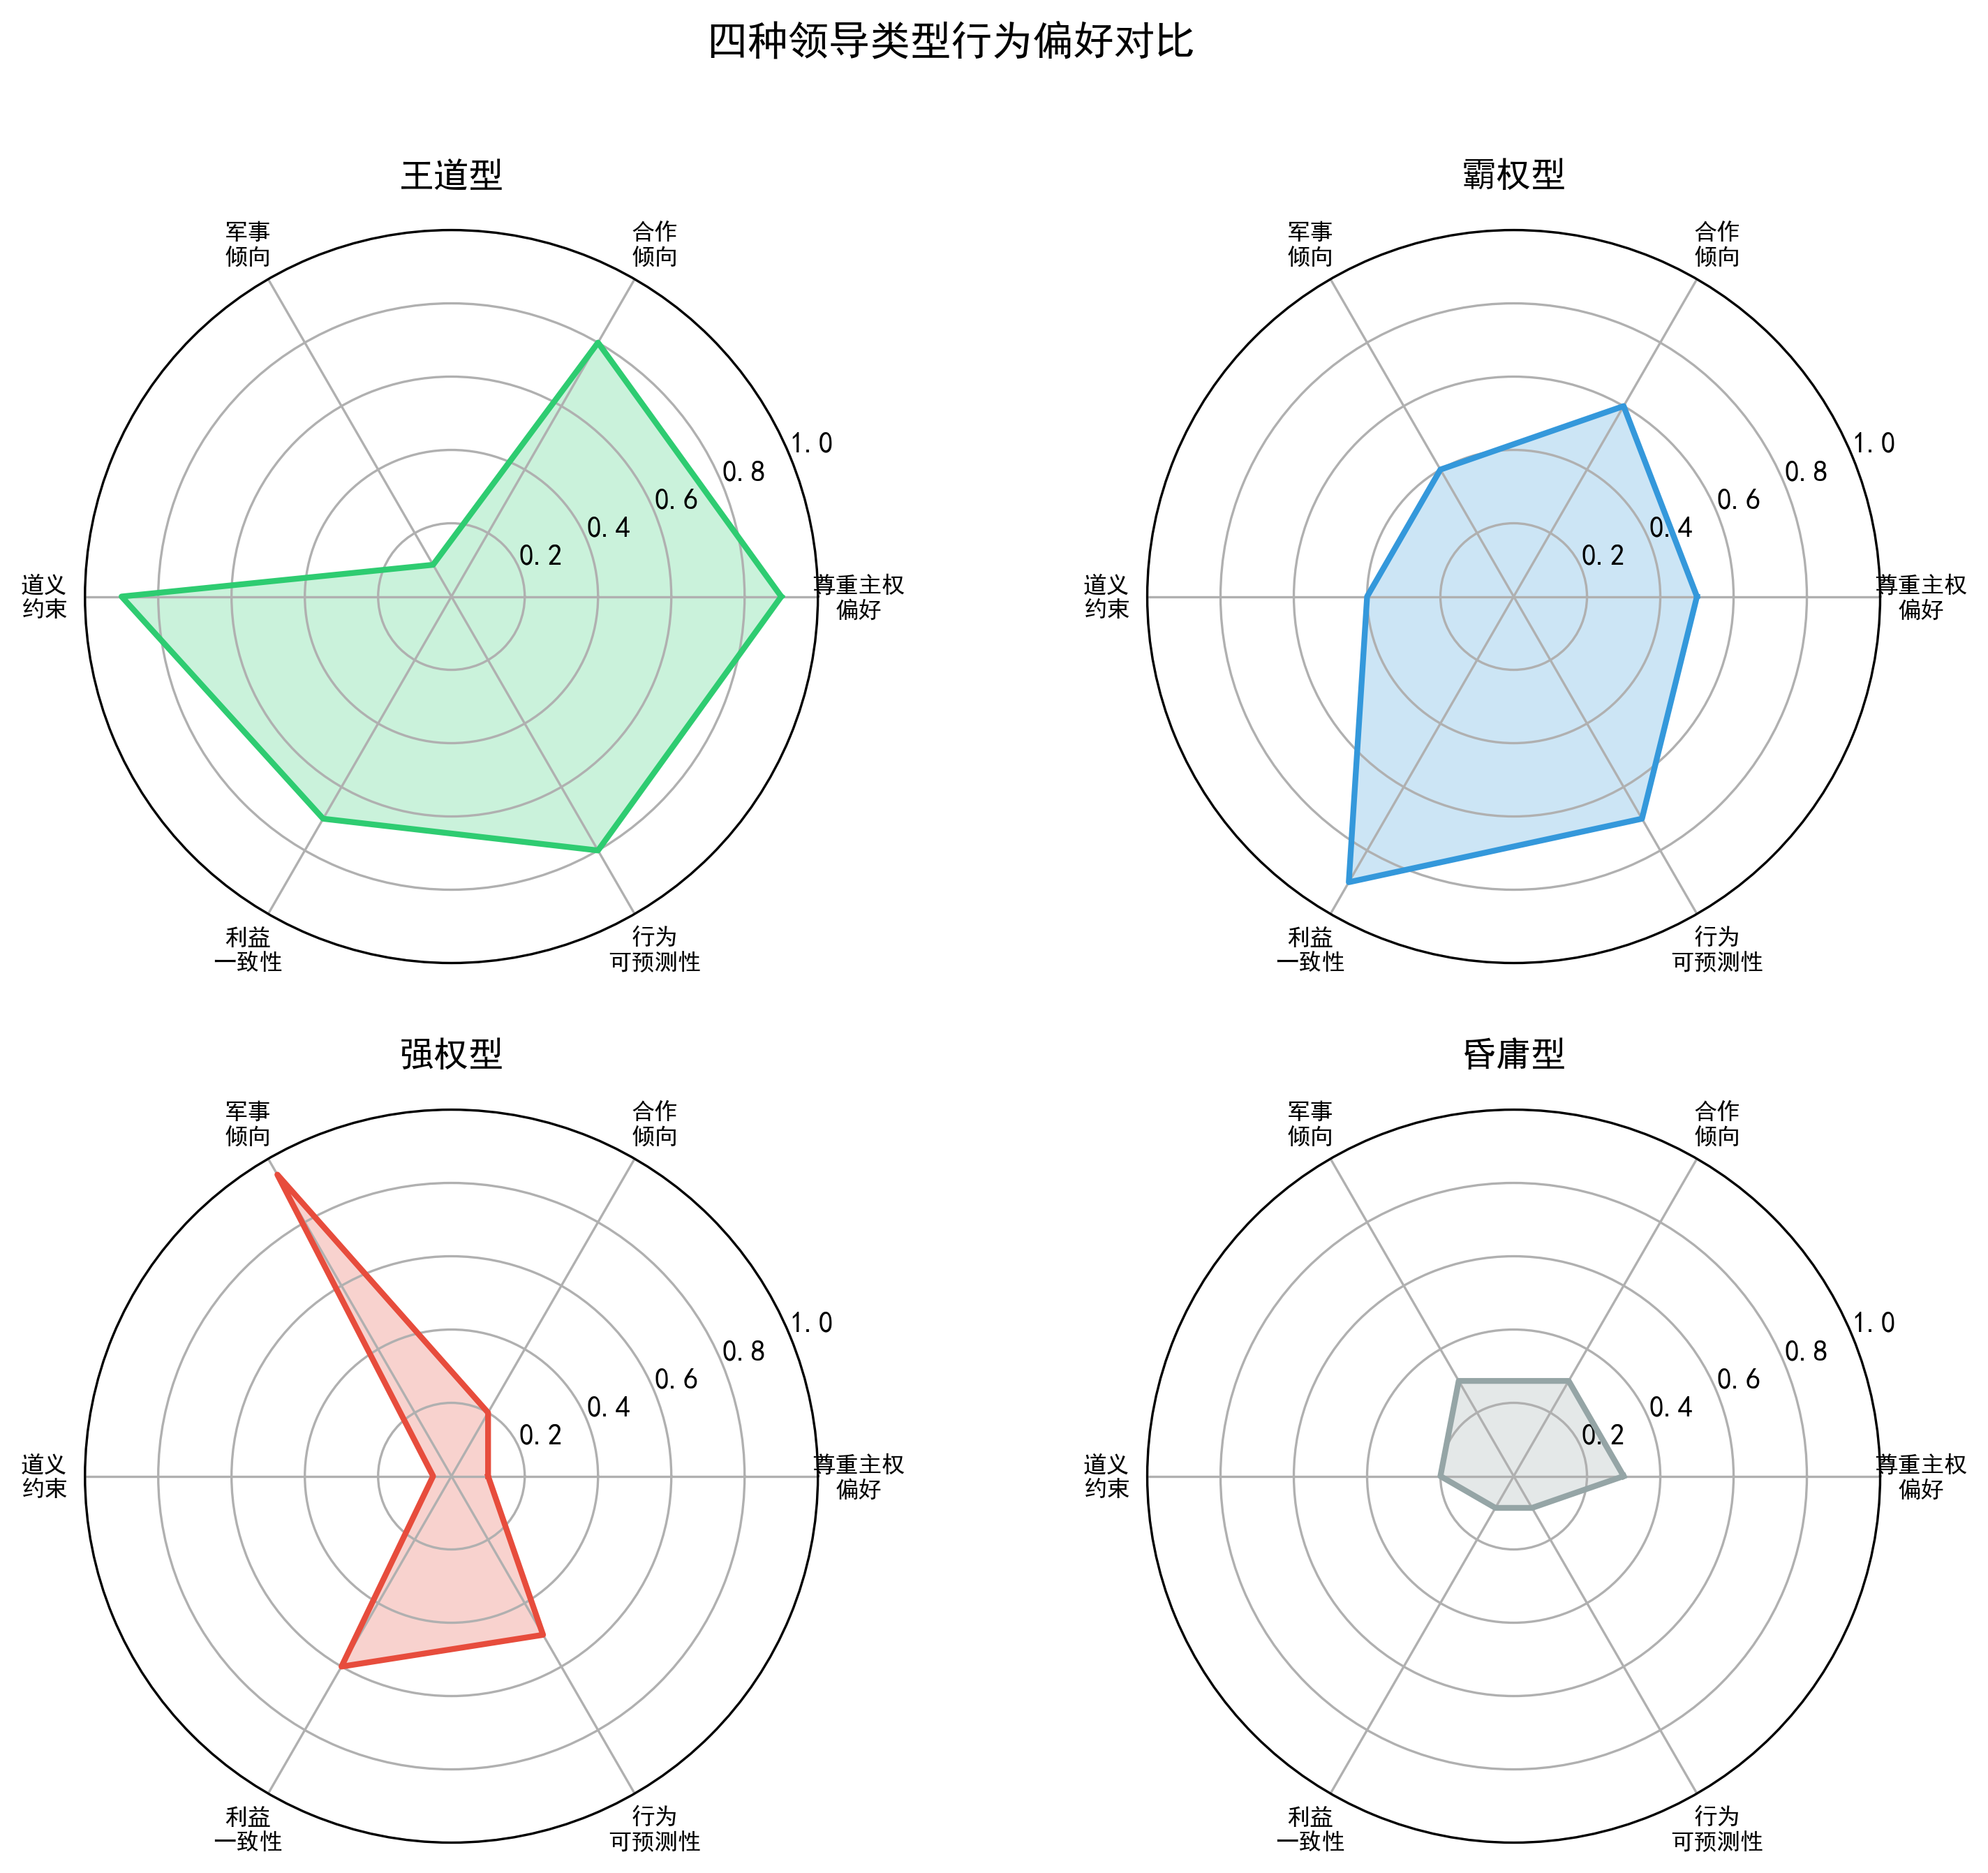 四种领导类型行为偏好对比
王道型
军事
倾向
合作
倾向
1.0
0.8
0.6
0.4
0.2
道义
约束
尊重主权
偏好
利益
一致性
行为
可预测性
霸权型
军事
倾向
合作
倾向
1.0
0.8
0.6
0.4
0.2
道义
约束
尊重主权
偏好
利益
一致性
行为
可预测性
强权型
军事
倾向
合作
倾向
1.0
0.8
0.6
0.4
0.2
道义
约束
尊重主权
偏好
利益
一致性
行为
可预测性
昏庸型
军事
倾向
合作
倾向
1.0
0.8
0.6
0.4
0.2
道义
约束
尊重主权
偏好
利益
一致性
行为
可预测性